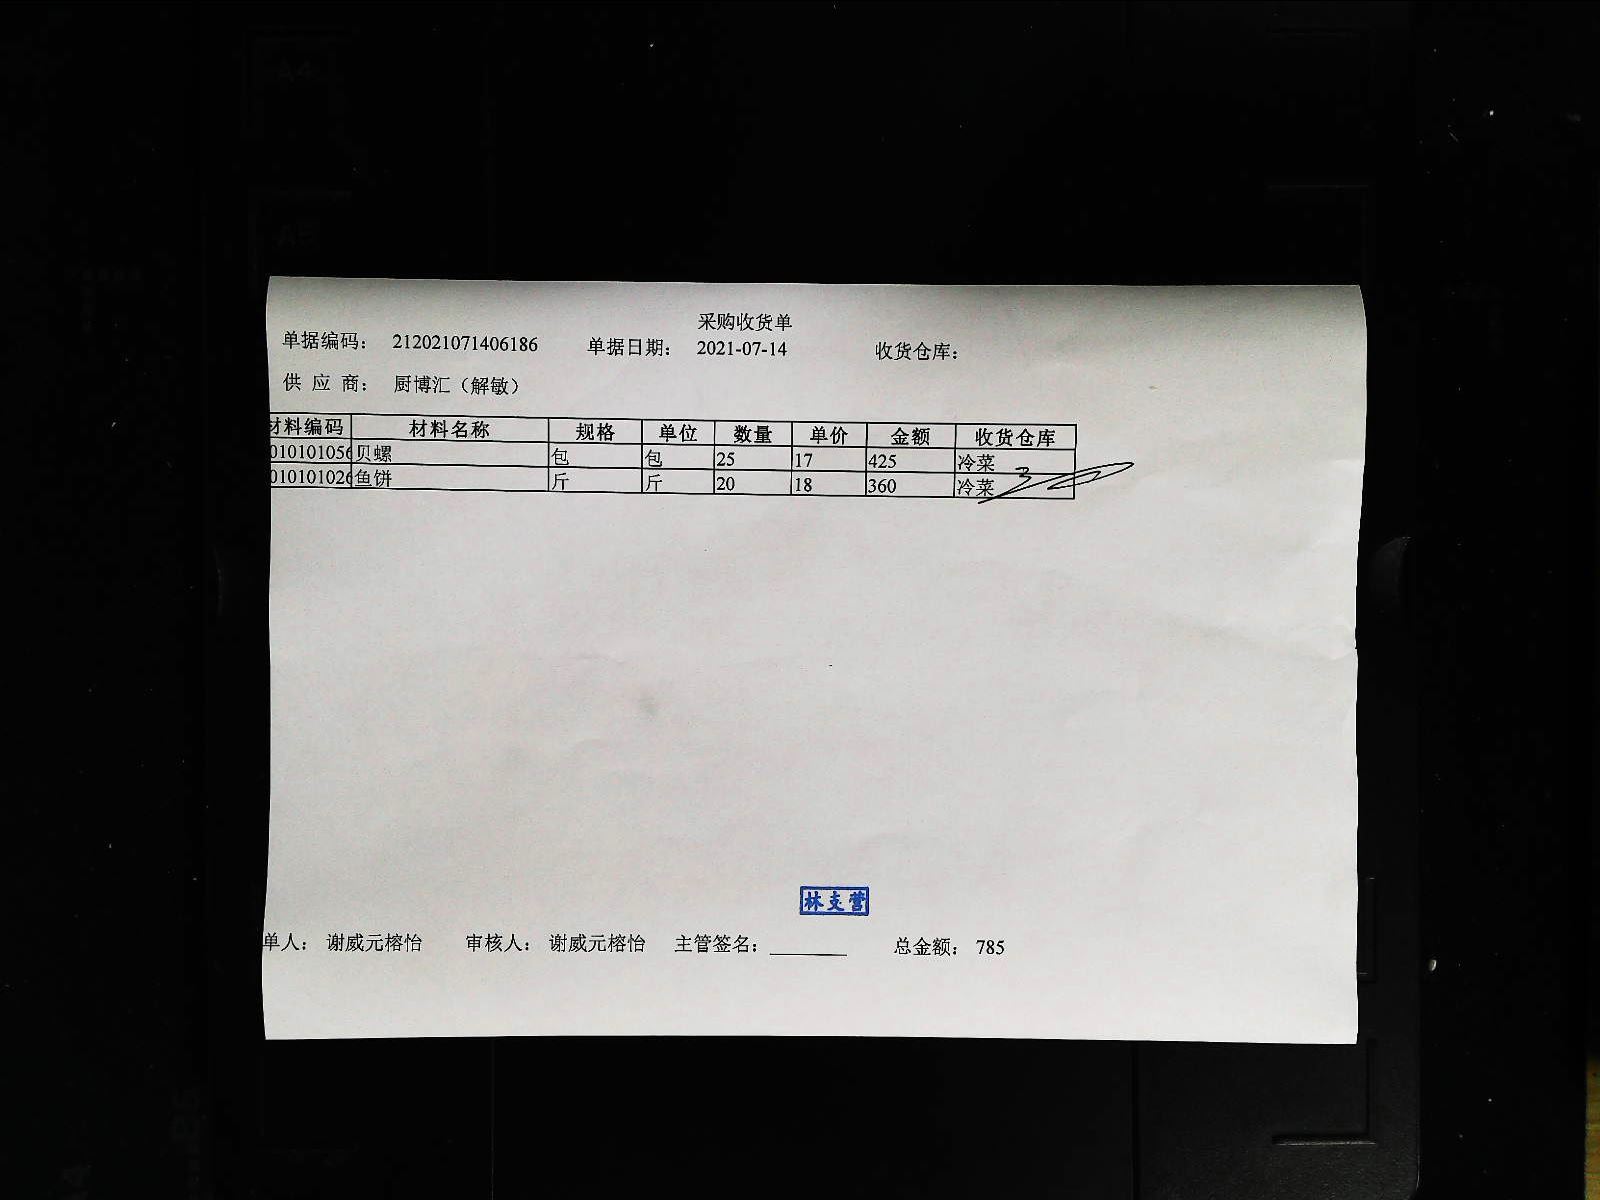 采购收货单
单据编码： 212021071406186 单据日期： 2021-07-14 收货仓库：
供 应 商： 厨博汇（解敏）
材料编码 材料名称 规格 单位 数量 单价 金额 收货仓库
010101056 贝螺 包 包 25 17 425 冷菜
010101026 鱼饼 斤 斤 20 18 360 冷菜
林支营
单人： 谢威元榕怡 审核人： 谢威元榕怡 主管签名： 总金额： 785
A4
A5